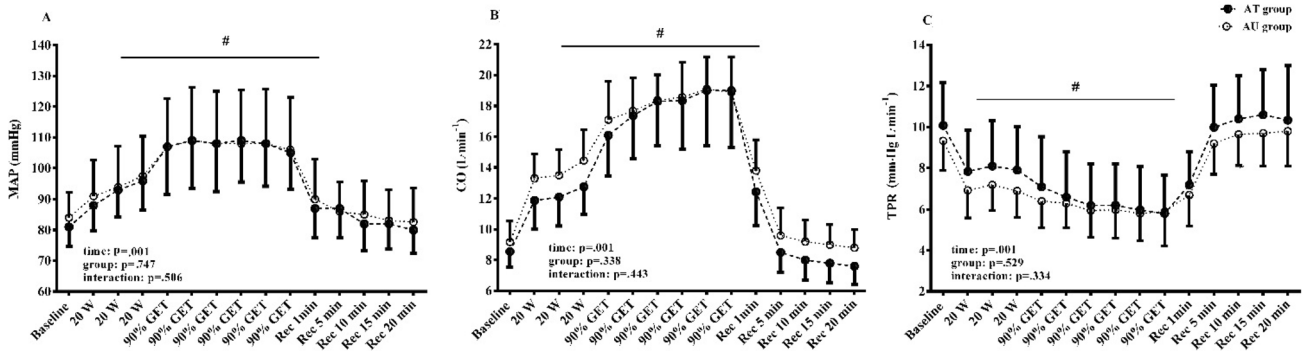 A
MAP (mmHg)
140
130
120
110
100
90
80
70
60
#
time: p=.001
group: p=.747
interaction: p=.506
Baseline
20 W
20 W
20 W
90% GET
90% GET
90% GET
90% GET
90% GET
90% GET
Rec 1min
Rec 5 min
Rec 10 min
Rec 15 min
Rec 20 min
B
CO (L/min⁻¹)
22
20
18
16
14
12
10
8
6
#
time: p=.001
group: p=.338
interaction: p=.443
Baseline
20 W
20 W
20 W
90% GET
90% GET
90% GET
90% GET
90% GET
90% GET
Rec 1min
Rec 5 min
Rec 10 min
Rec 15 min
Rec 20 min
C
AT group
AU group
TPR (mm-Hg L/min⁻¹)
14
12
10
8
6
4
2
#
time: p=.001
group: p=.529
interaction: p=.334
Baseline
20 W
20 W
20 W
90% GET
90% GET
90% GET
90% GET
90% GET
90% GET
Rec 1min
Rec 5 min
Rec 10 min
Rec 15 min
Rec 20 min